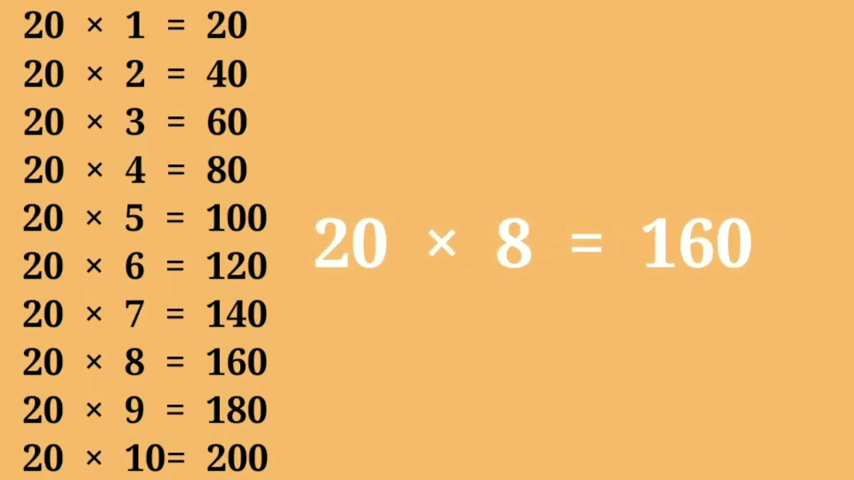 20 × 1 = 20
20 × 2 = 40
20 × 3 = 60
20 × 4 = 80
20 × 5 = 100
20 × 6 = 120
20 × 7 = 140
20 × 8 = 160
20 × 9 = 180
20 × 10= 200
20 × 8 = 160